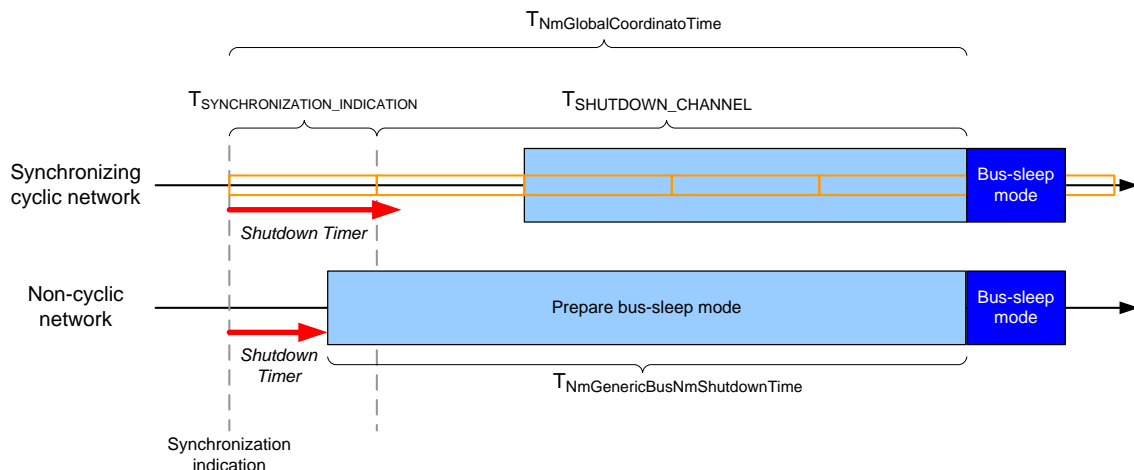 TNmGlobalCoordinatoTime
TSYNCHRONIZATION_INDICATION
TSHUTDOWN_CHANNEL
Synchronizing
cyclic network
Bus-sleep
mode
Shutdown Timer
Non-cyclic
network
Prepare bus-sleep mode
Bus-sleep
mode
Shutdown
Timer
TNmGenericBusNmShutdownTime
Synchronization
indication